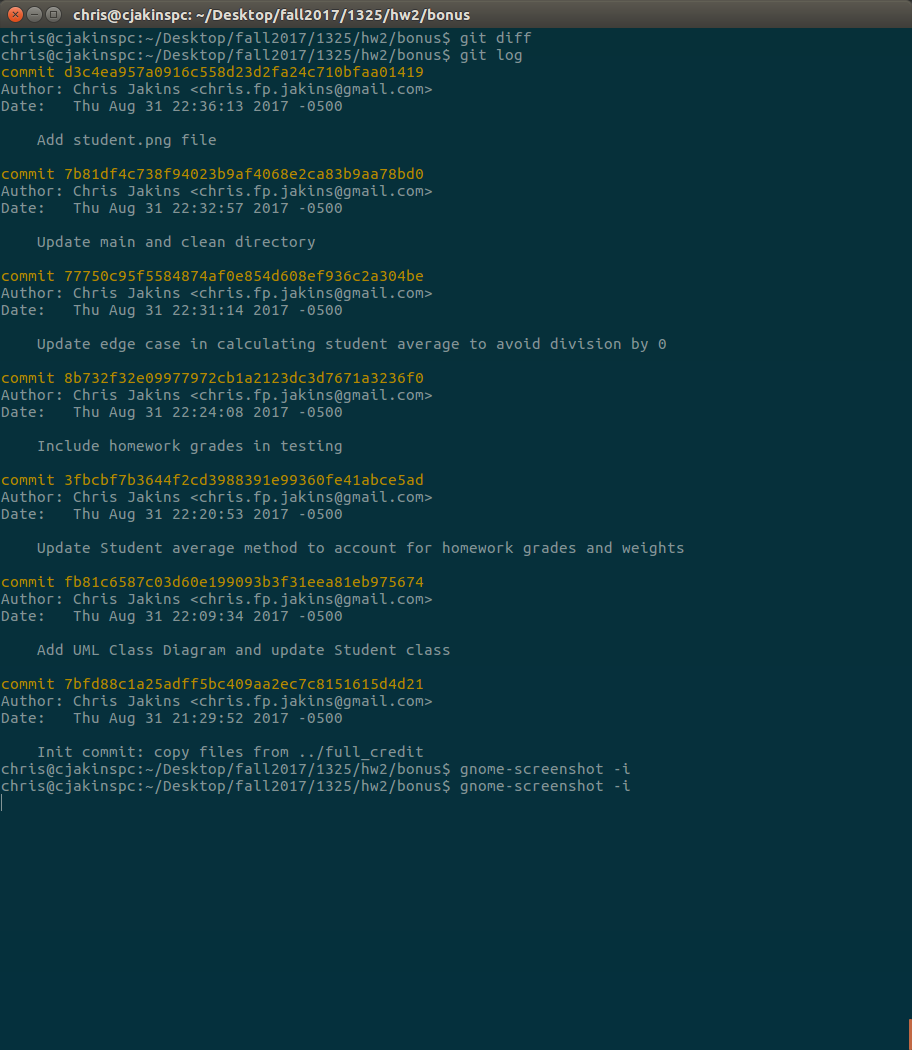 chris@cjakinspc: ~/Desktop/fall2017/1325/hw2/bonus
chris@cjakinspc:~/Desktop/fall2017/1325/hw2/bonus$ git diff
chris@cjakinspc:~/Desktop/fall2017/1325/hw2/bonus$ git log
commit d3c4ea957a0916c558d23d2fa24c710bfaa01419
Author: Chris Jakins <chris.fp.jakins@gmail.com>
Date:   Thu Aug 31 22:36:13 2017 -0500
    Add student.png file
commit 7b81df4c738f94023b9af4068e2ca83b9aa78bd0
Author: Chris Jakins <chris.fp.jakins@gmail.com>
Date:   Thu Aug 31 22:32:57 2017 -0500
    Update main and clean directory
commit 77750c95f5584874af0e854d608ef936c2a304be
Author: Chris Jakins <chris.fp.jakins@gmail.com>
Date:   Thu Aug 31 22:31:14 2017 -0500
    Update edge case in calculating student average to avoid division by 0
commit 8b732f32e09977972cb1a2123dc3d7671a3236f0
Author: Chris Jakins <chris.fp.jakins@gmail.com>
Date:   Thu Aug 31 22:24:08 2017 -0500
    Include homework grades in testing
commit 3fbcbf7b3644f2cd3988391e99360fe41abce5ad
Author: Chris Jakins <chris.fp.jakins@gmail.com>
Date:   Thu Aug 31 22:20:53 2017 -0500
    Update Student average method to account for homework grades and weights
commit fb81c6587c03d60e199093b3f31eea81eb975674
Author: Chris Jakins <chris.fp.jakins@gmail.com>
Date:   Thu Aug 31 22:09:34 2017 -0500
    Add UML Class Diagram and update Student class
commit 7bfd88c1a25adff5bc409aa2ec7c8151615d4d21
Author: Chris Jakins <chris.fp.jakins@gmail.com>
Date:   Thu Aug 31 21:29:52 2017 -0500
    Init commit: copy files from ../full_credit
chris@cjakinspc:~/Desktop/fall2017/1325/hw2/bonus$ gnome-screenshot -i
chris@cjakinspc:~/Desktop/fall2017/1325/hw2/bonus$ gnome-screenshot -i